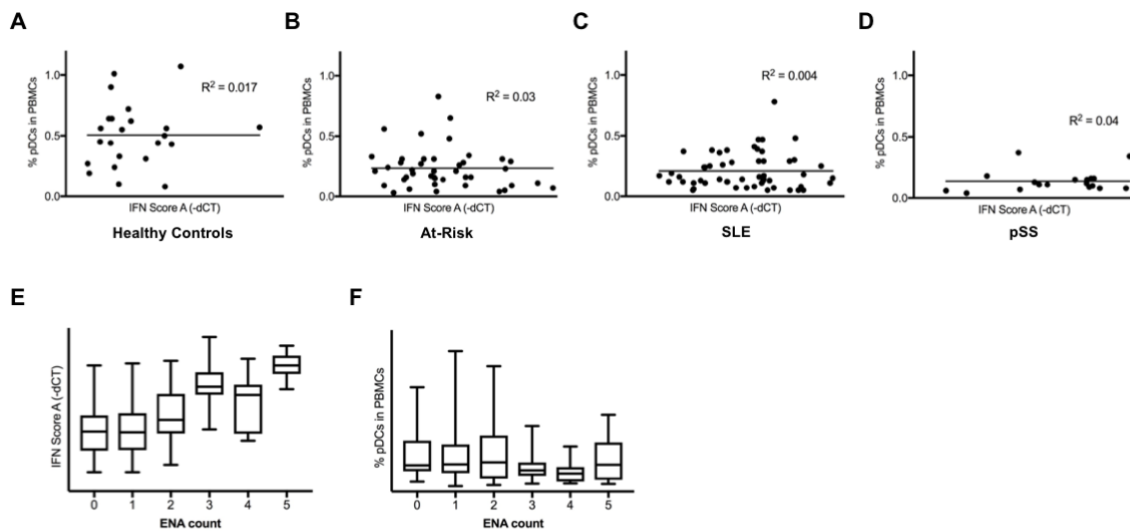 A
% pDCs in PBMCs
1.0
0.5
0.0
R² = 0.017
IFN Score A (-dCT)
Healthy Controls
B
% pDCs in PBMCs
1.0
0.5
0.0
R² = 0.03
IFN Score A (-dCT)
At-Risk
C
% pDCs in PBMCs
1.0
0.5
0.0
R² = 0.004
IFN Score A (-dCT)
SLE
D
% pDCs in PBMCs
1.0
0.5
0.0
R² = 0.04
IFN Score A (-dCT)
pSS
E
IFN Score A (-dCT)
0 1 2 3 4 5
ENA count
F
% pDCs in PBMCs
0 1 2 3 4 5
ENA count